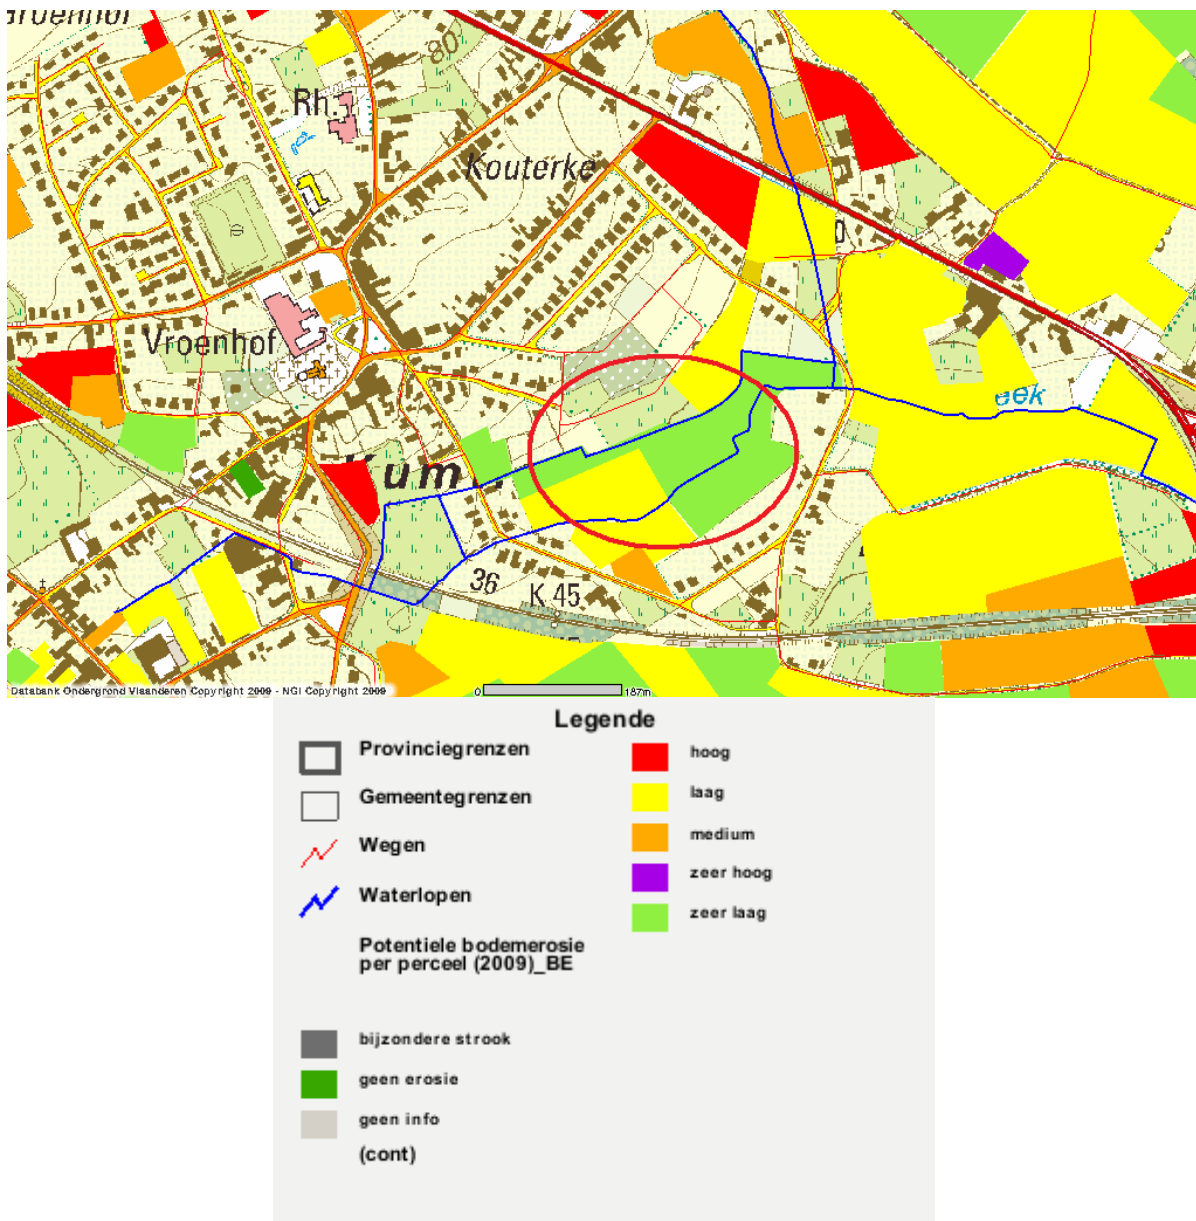 80
Rh.
Kouterke
Vroenhof
eek
36
K 45
Databank Ondergrond Vlaanderen Copyright 2009 - NGI Copyright 2009
0
187m
Legende
Provinciegrenzen
Gemeentegrenzen
Wegen
Waterlopen
Potentiele bodemerosie
per perceel (2009)_BE
bijzondere strook
geen erosie
geen info
(cont)
hoog
laag
medium
zeer hoog
zeer laag